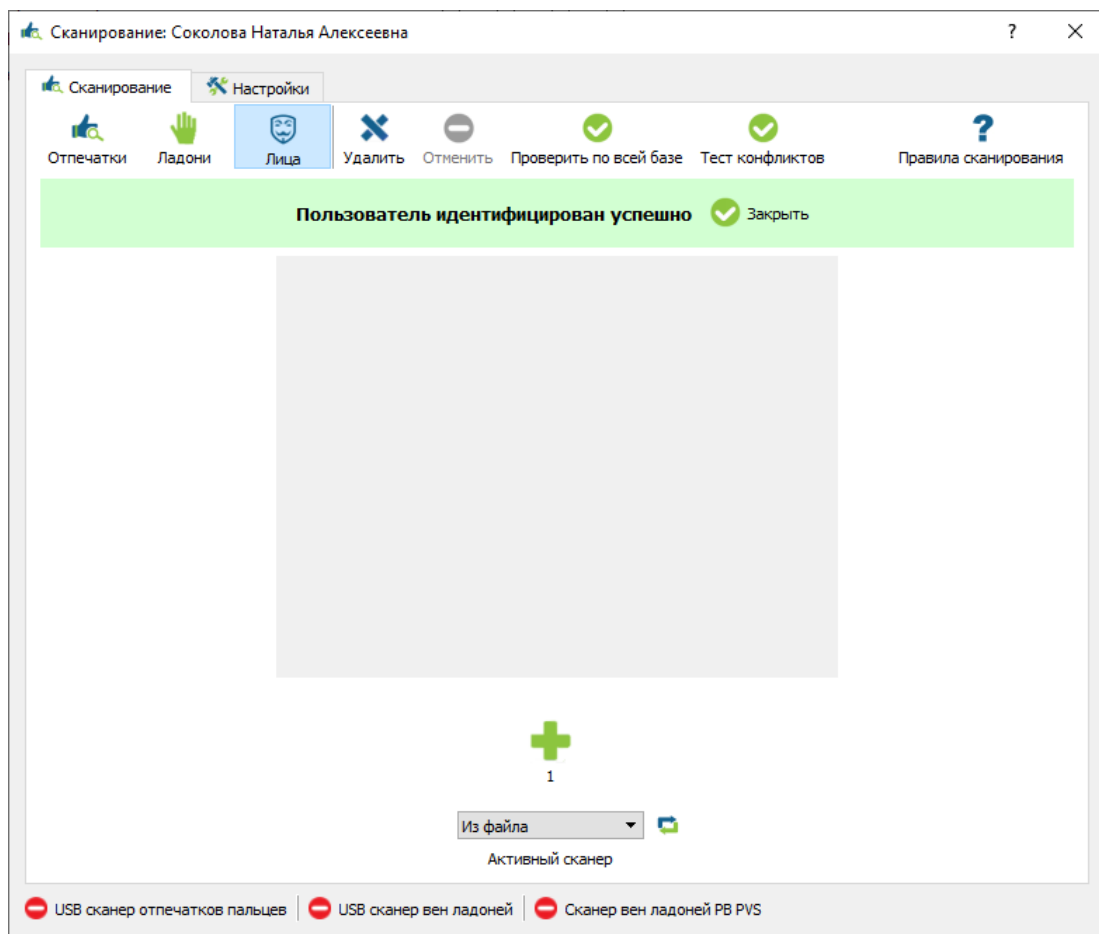 Сканирование: Соколова Наталья Алексеевна
Сканирование Настройки
Отпечатки Ладони Лица Удалить Отменить Проверить по всей базе Тест конфликтов Правила сканирования
Пользователь идентифицирован успешно Закрыть
1
Из файла
Активный сканер
USB сканер отпечатков пальцев USB сканер вен ладоней Сканер вен ладоней PB PVS